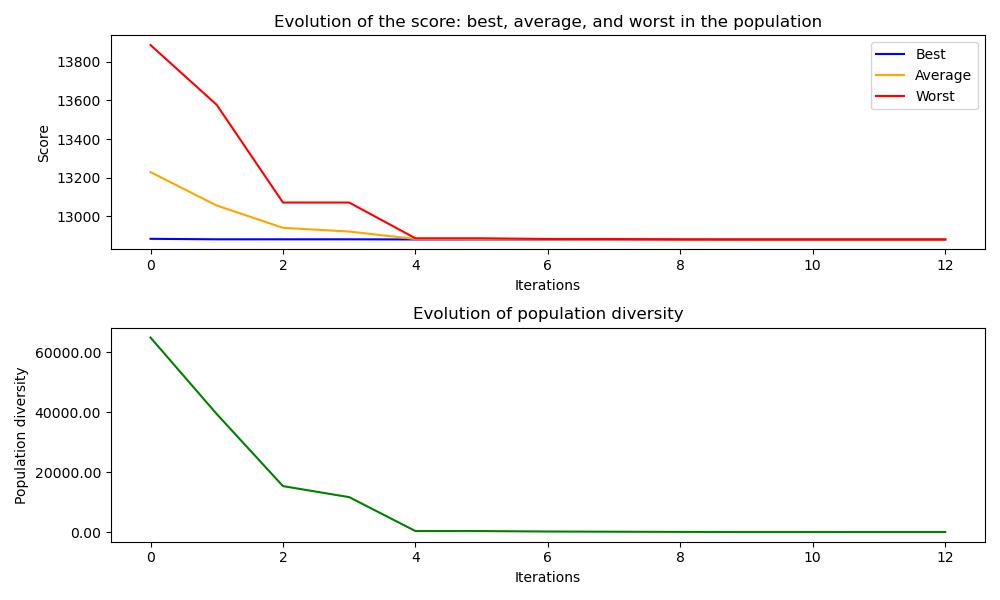 Evolution of the score: best, average, and worst in the population
Score
13800
13600
13400
13200
13000
Best
Average
Worst
0 2 4 6 8 10 12
Iterations
Evolution of population diversity
Population diversity
60000.00
40000.00
20000.00
0.00
0 2 4 6 8 10 12
Iterations